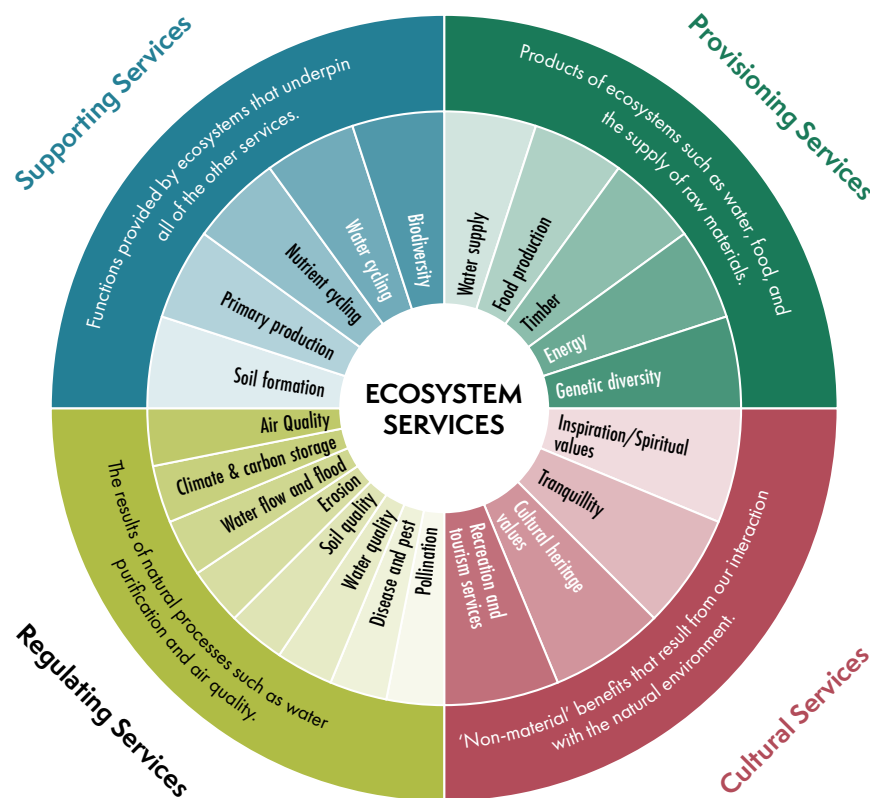 Supporting Services
Functions provided by ecosystems that underpin
all of the other services.
Soil formation
Primary production
Nutrient cycling
Water cycling
Biodiversity
Provisioning Services
Products of ecosystems such as water, food, and
the supply of raw materials.
Water supply
Food production
Timber
Energy
Genetic diversity
ECOSYSTEM
SERVICES
Inspiration/Spiritual
values
Tranquillity
Cultural heritage
values
Recreation and
tourism services
'Non-material' benefits that result from our interaction
with the natural environment.
Cultural Services
Air Quality
Climate & carbon storage
Water flow and flood
Erosion
Soil quality
Water quality
Disease and pest
Pollination
The results of natural processes such as water
purification and air quality.
Regulating Services